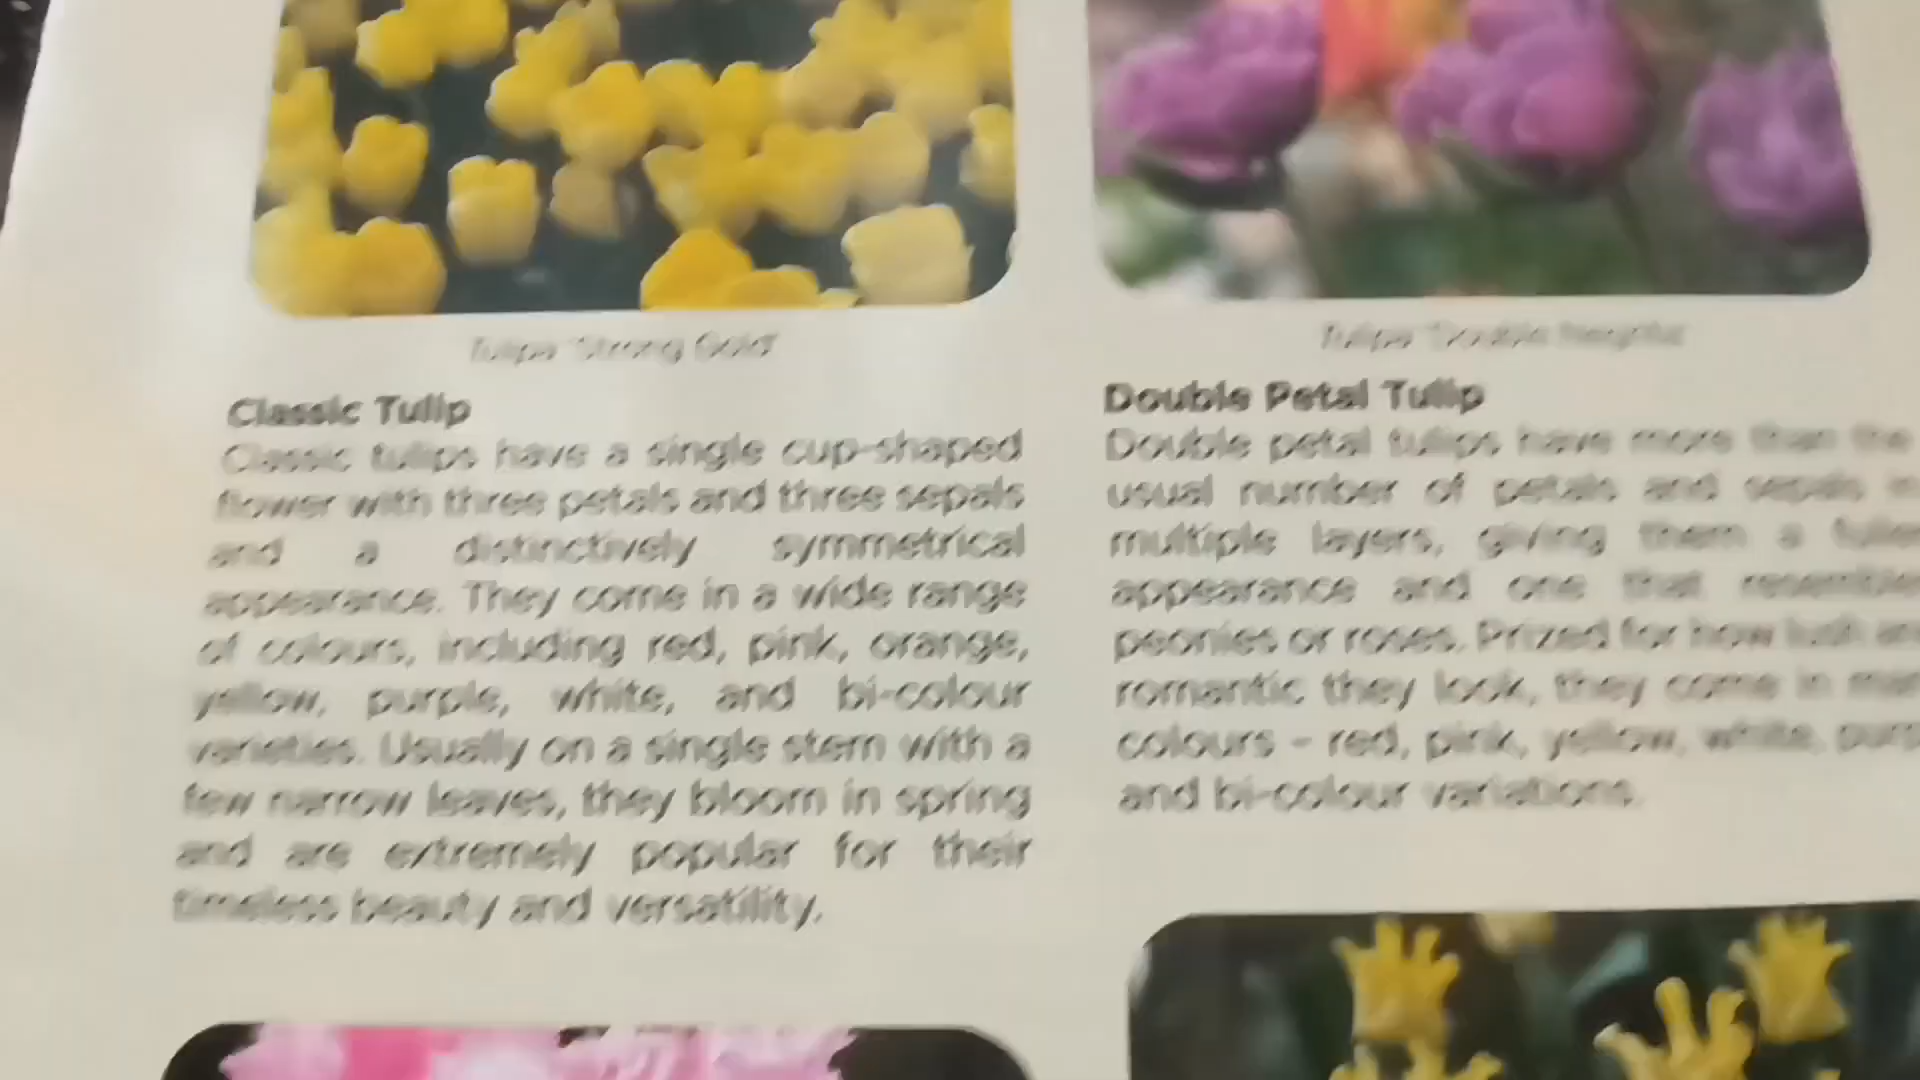 Tulipa 'Strong Gold'
Classic Tulip
Classic tulips have a single cup-shaped
flower with three petals and three sepals
and a distinctively symmetrical
appearance. They come in a wide range
of colours, including red, pink, orange,
yellow, purple, white, and bi-colour
varieties. Usually on a single stem with a
few narrow leaves, they bloom in spring
and are extremely popular for their
timeless beauty and versatility.
Tulipa 'Double
Double Petal Tulip
Double petal tulips have more than the
usual number of petals and sepals
multiple layers, giving them a
appearance and one that
peonies or roses. Prized for how lush
romantic they look, they come in
colours - red, pink, yellow, white,
and bi-colour variations.